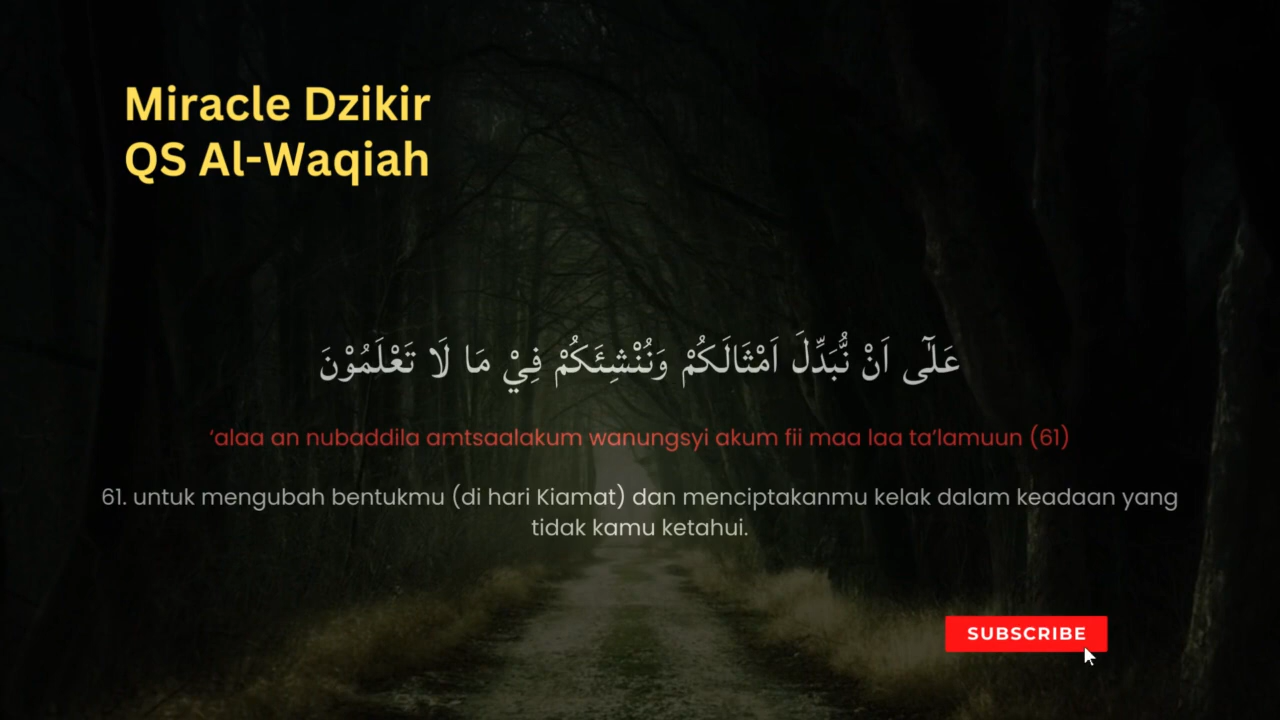 Miracle Dzikir
QS Al-Waqiah
عَلٰٓى اَنْ نُّبَدِّلَ اَمْثَالَكُمْ وَنُنْشِئَكُمْ فِيْ مَا لَا تَعْلَمُوْنَ
‘alaa an nubaddila amtsaalakum wanungsyi akum fii maa laa ta’lamuun (61)
61. untuk mengubah bentukmu (di hari Kiamat) dan menciptakanmu kelak dalam keadaan yang
tidak kamu ketahui.
SUBSCRIBE